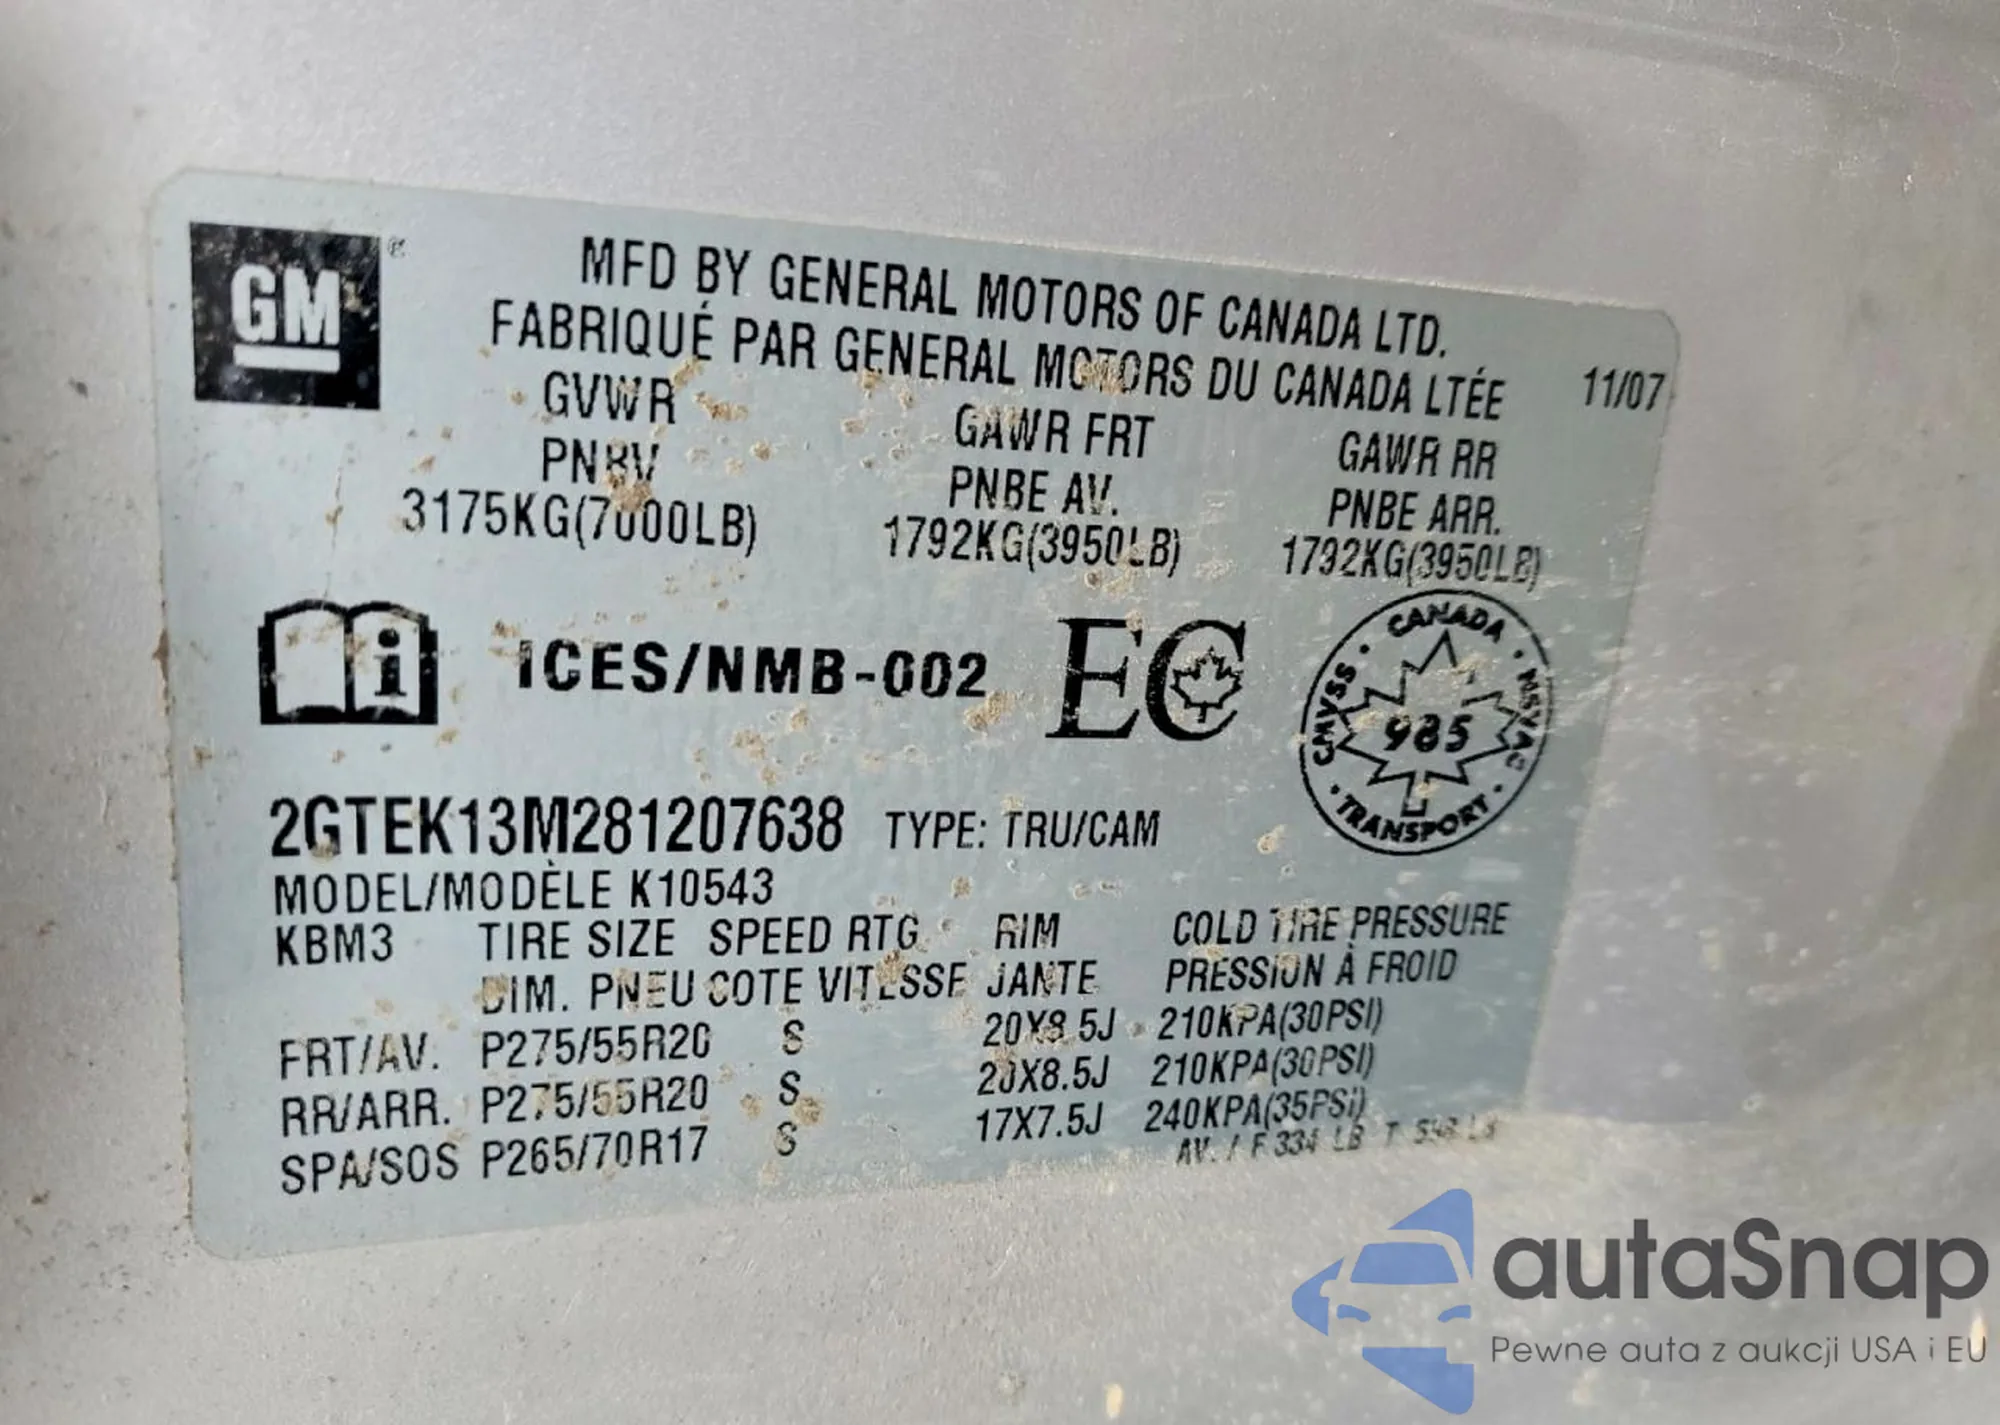 GM®
MFD BY GENERAL MOTORS OF CANADA LTD.
FABRIQUÉ PAR GENERAL MOTORS DU CANADA LTÉE
11/07
GVWR GAWR FRT GAWR RR
PNBV PNBE AV. PNBE ARR.
3175KG(7000LB) 1792KG(3950LB) 1792KG(3950LB)
i ICES/NMB-002 EC
CANADA · NSVAC · TRANSPORT · CMVSS ·
985
2GTEK13M281207638 TYPE: TRU/CAM
MODEL/MODÈLE K10543
KBM3 TIRE SIZE SPEED RTG RIM COLD TIRE PRESSURE
DIM. PNEU COTE VITESSE JANTE PRESSION À FROID
FRT/AV. P275/55R20 S 20X8.5J 210KPA(30PSI)
RR/ARR. P275/55R20 S 20X8.5J 210KPA(30PSI)
SPA/SOS P265/70R17 S 17X7.5J 240KPA(35PSI)
AV. / F 334 LB T 548 LB
autaSnap
Pewne auta z aukcji USA i EU